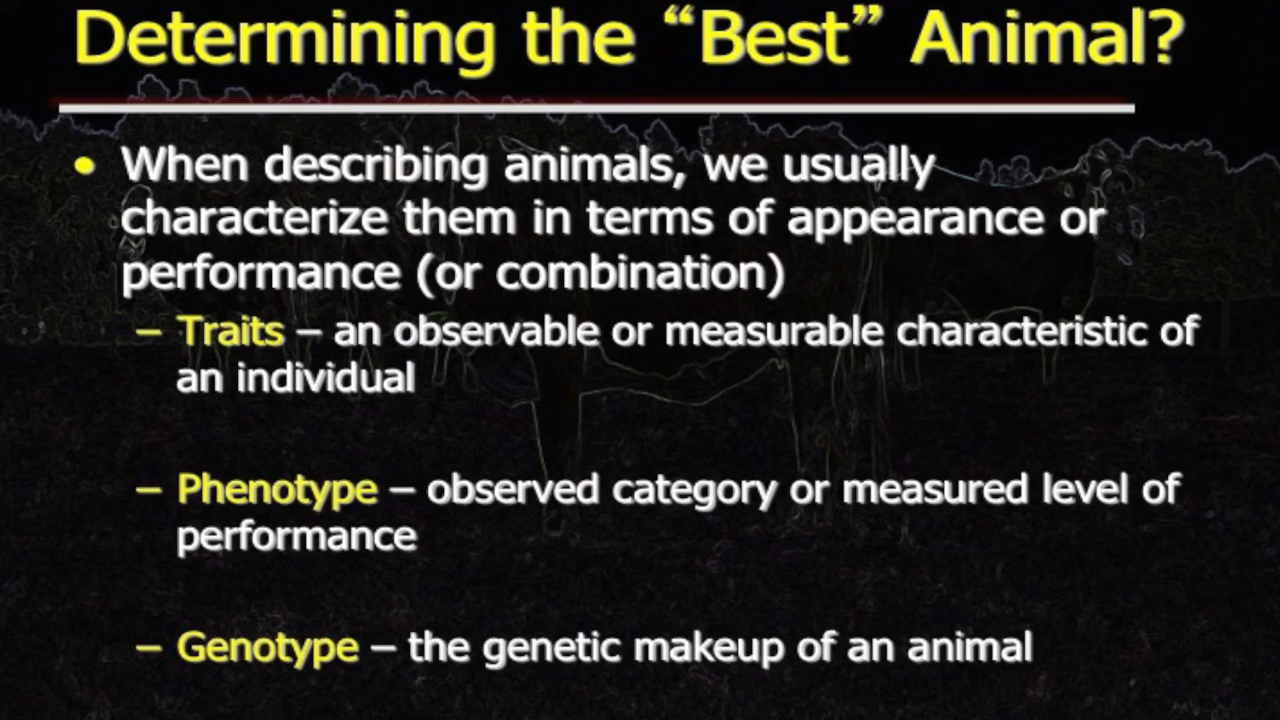 Determining the “Best” Animal?
• When describing animals, we usually
characterize them in terms of appearance or
performance (or combination)
– Traits – an observable or measurable characteristic of
an individual
– Phenotype – observed category or measured level of
performance
– Genotype – the genetic makeup of an animal